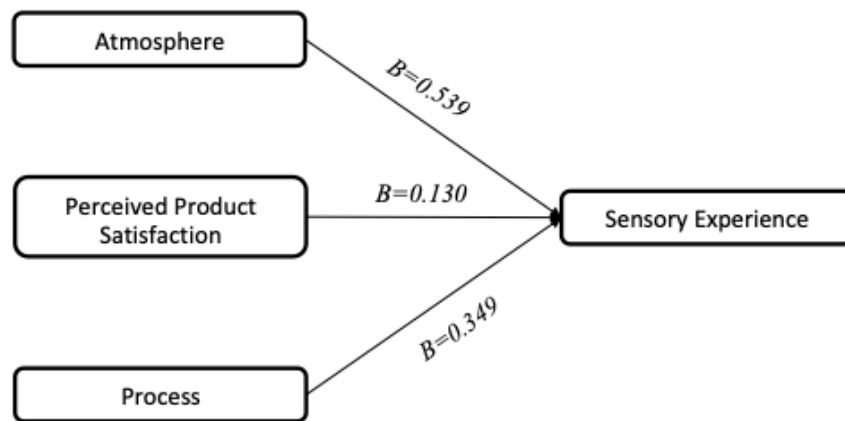 Atmosphere
B=0.539
Perceived Product
Satisfaction
B=0.130
Sensory Experience
B=0.349
Process